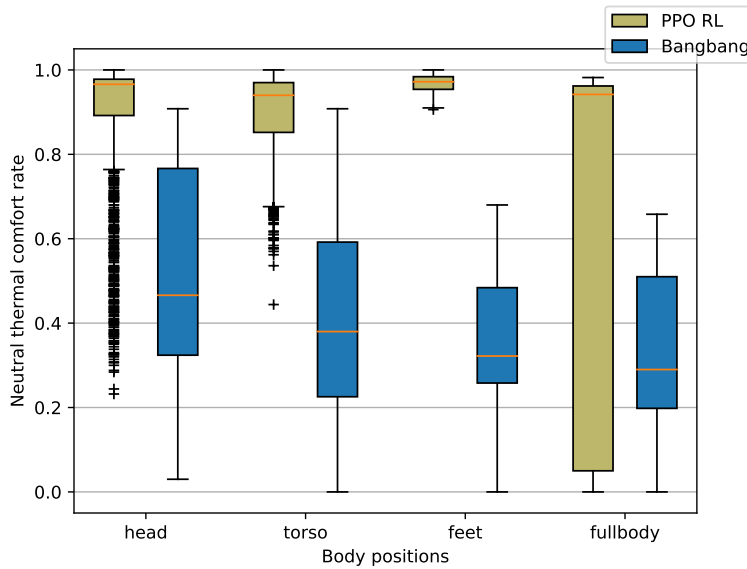 PPO RL
Bangbang
1.0
0.8
0.6
0.4
0.2
0.0
Neutral thermal comfort rate
head torso feet fullbody
Body positions